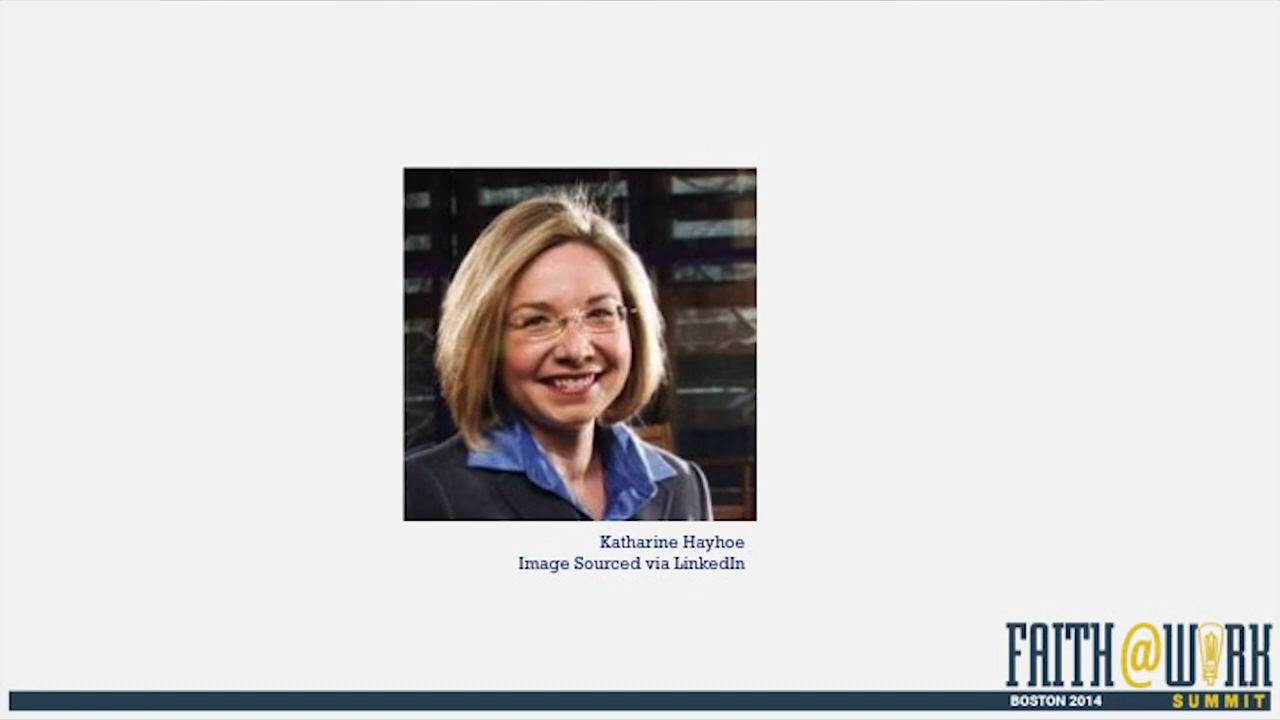 Katharine Hayhoe
Image Sourced via LinkedIn
FAITH@WORK
BOSTON 2014
SUMMIT